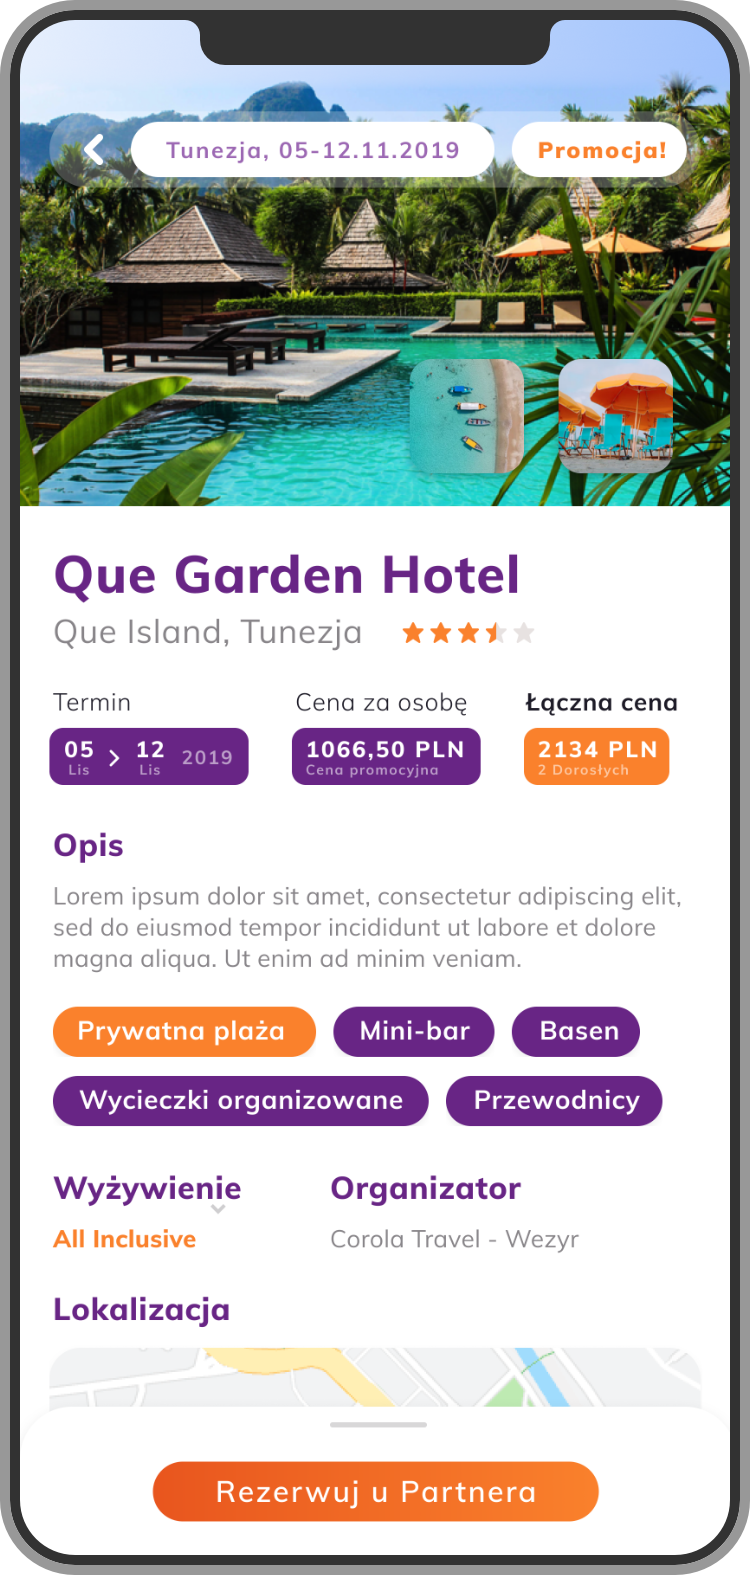 Tunezja, 05-12.11.2019
Promocja!
Que Garden Hotel
Que Island, Tunezja
Termin
Cena za osobę
Łączna cena
05 > 12 2019
Lis Lis
1066,50 PLN
Cena promocyjna
2134 PLN
2 Dorosłych
Opis
Lorem ipsum dolor sit amet, consectetur adipiscing elit,
sed do eiusmod tempor incididunt ut labore et dolore
magna aliqua. Ut enim ad minim veniam.
Prywatna plaża
Mini-bar
Basen
Wycieczki organizowane
Przewodnicy
Wyżywienie
All Inclusive
Organizator
Corola Travel - Wezyr
Lokalizacja
Rezerwuj u Partnera